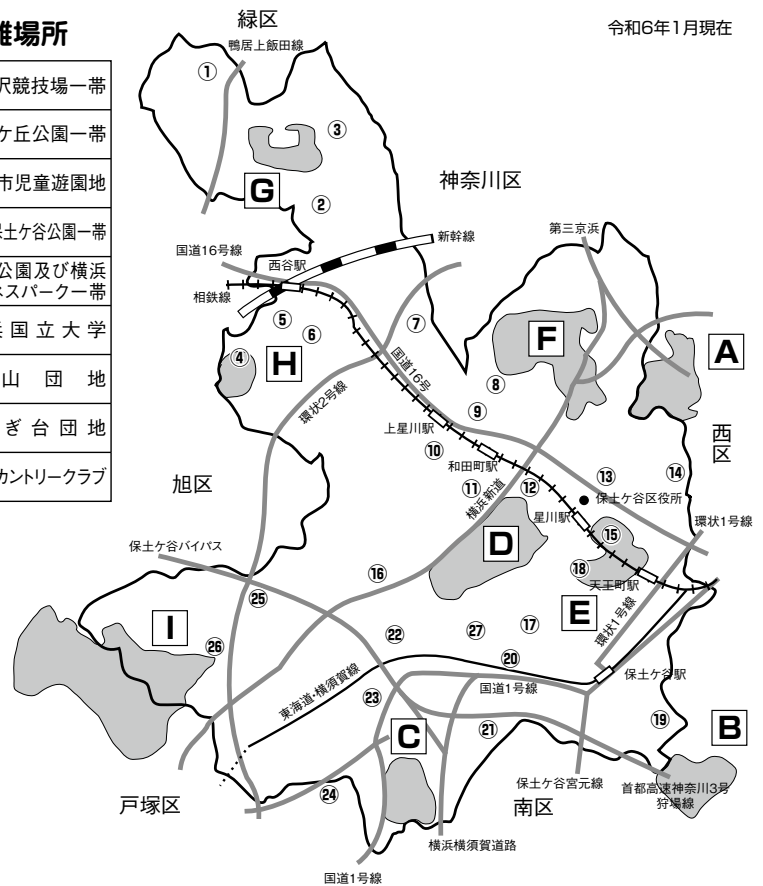 難場所
令和6年1月現在
沢競技場一帯
ケ丘公園一帯
市児童遊園地
保土ケ谷公園一帯
公園及び横浜
ネスパーク一帯
浜国立大学
山団地
ぎ台団地
カントリークラブ
緑区
鴨居上飯田線
①
③
G
②
神奈川区
新幹線
国道16号線
西谷駅
第三京浜
相鉄線
⑤
⑥
⑦
F
A
④
H
国道16号
⑧
環状2号線
⑨
上星川駅
⑩
和田町駅
西区
旭区
⑪
横浜新道
⑫
⑬
⑭
保土ケ谷区役所
星川駅
環状1号線
⑮
D
保土ケ谷バイパス
⑱
天王町駅
⑯
㉕
E
環状1号線
I
㉖
㉒
㉗
⑰
⑳
保土ケ谷駅
東海道・横須賀線
国道1号線
㉓
㉑
⑲
C
B
戸塚区
㉔
保土ケ谷宮元線
首都高速神奈川3号
狩場線
南区
横浜横須賀道路
国道1号線